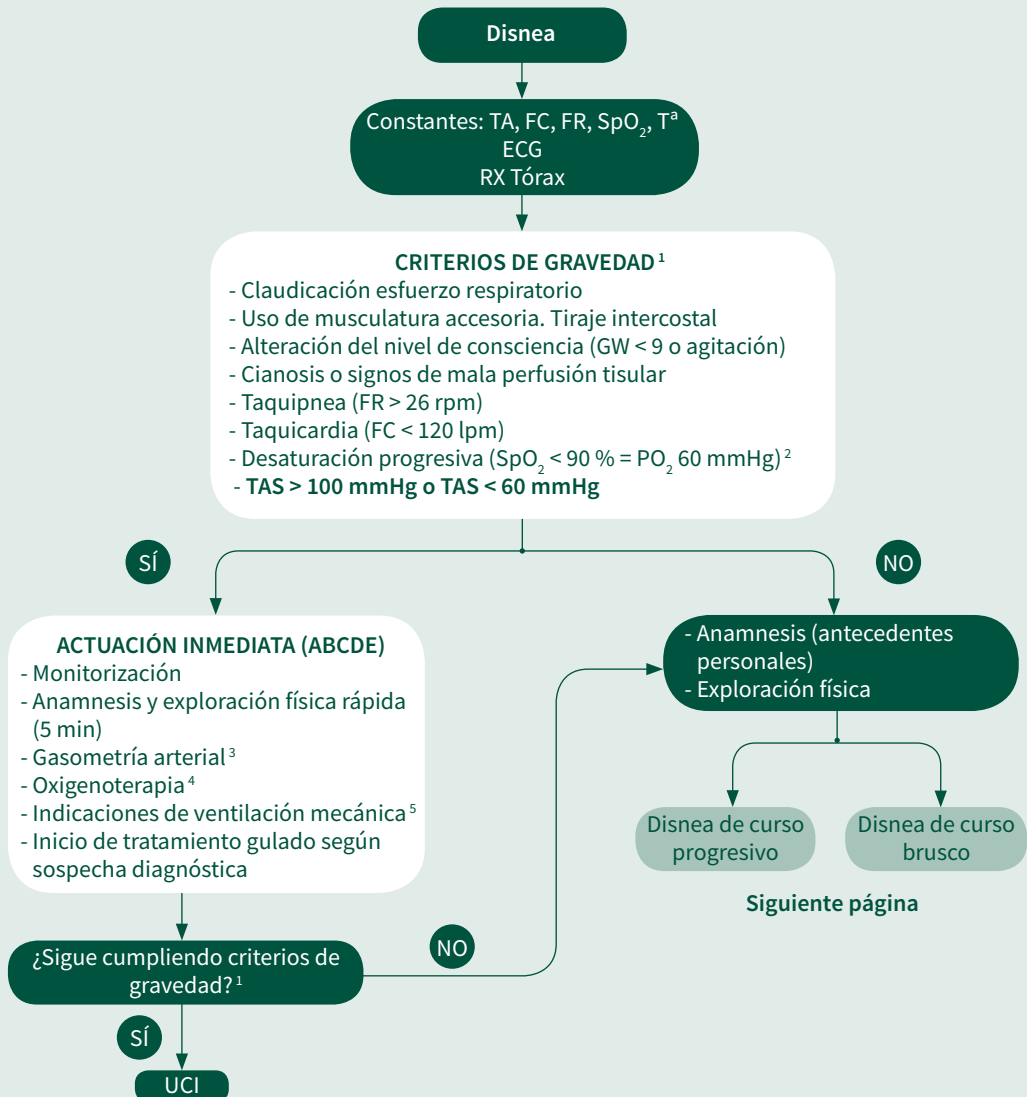 Disnea
Constantes: TA, FC, FR, SpO₂, Tª
ECG
RX Tórax
CRITERIOS DE GRAVEDAD ¹
- Claudicación esfuerzo respiratorio
- Uso de musculatura accesoria. Tiraje intercostal
- Alteración del nivel de consciencia (GW < 9 o agitación)
- Cianosis o signos de mala perfusión tisular
- Taquipnea (FR > 26 rpm)
- Taquicardia (FC < 120 lpm)
- Desaturación progresiva (SpO₂ < 90 % = PO₂ 60 mmHg) ²
- TAS > 100 mmHg o TAS < 60 mmHg
SÍ
NO
ACTUACIÓN INMEDIATA (ABCDE)
- Monitorización
- Anamnesis y exploración física rápida
(5 min)
- Gasometría arterial ³
- Oxigenoterapia ⁴
- Indicaciones de ventilación mecánica ⁵
- Inicio de tratamiento gulado según
sospecha diagnóstica
- Anamnesis (antecedentes
personales)
- Exploración física
Disnea de curso
progresivo
Disnea de curso
brusco
Siguiente página
¿Sigue cumpliendo criterios de
gravedad? ¹
NO
SÍ
UCI